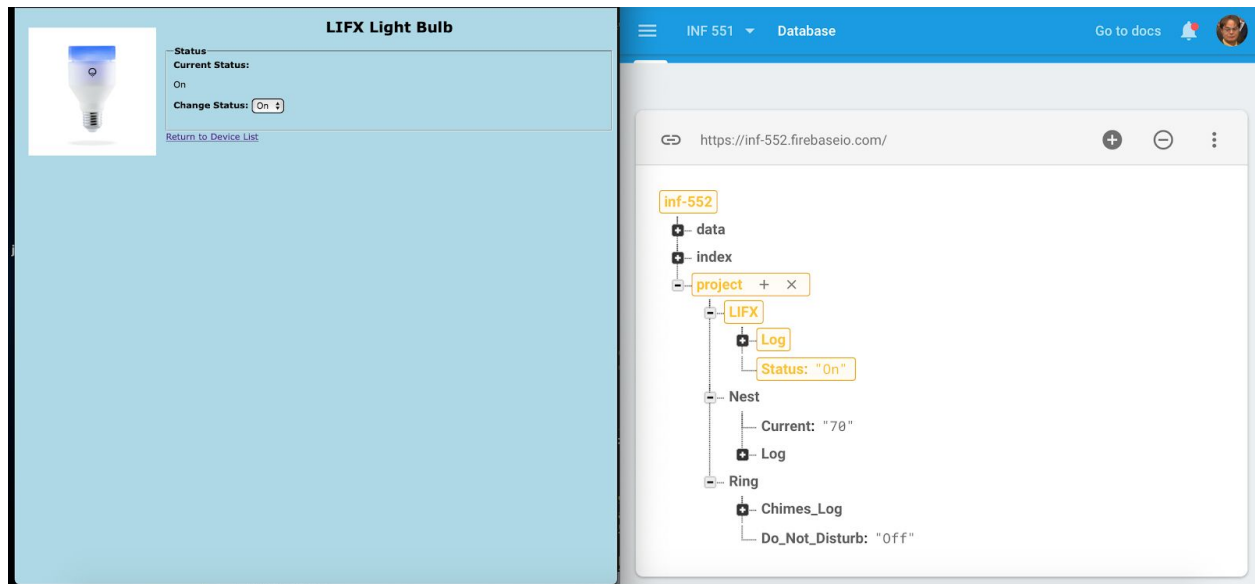 LIFX Light Bulb
Status
Current Status:
On
Change Status: On
Return to Device List
INF 551 Database Go to docs
https://inf-552.firebaseio.com/
inf-552
data
index
project + ×
LIFX
Log
Status: "On"
Nest
Current: "70"
Log
Ring
Chimes_Log
Do_Not_Disturb: "Off"